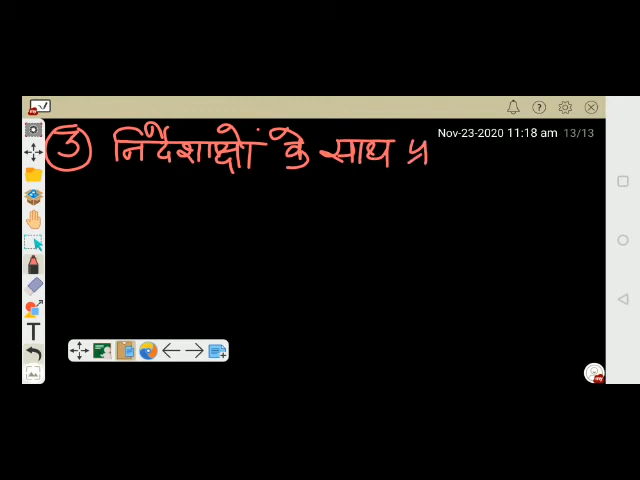 Nov-23-2020 11:18 am 13/13
③ निर्देशाक्षों के साथ प्र
T